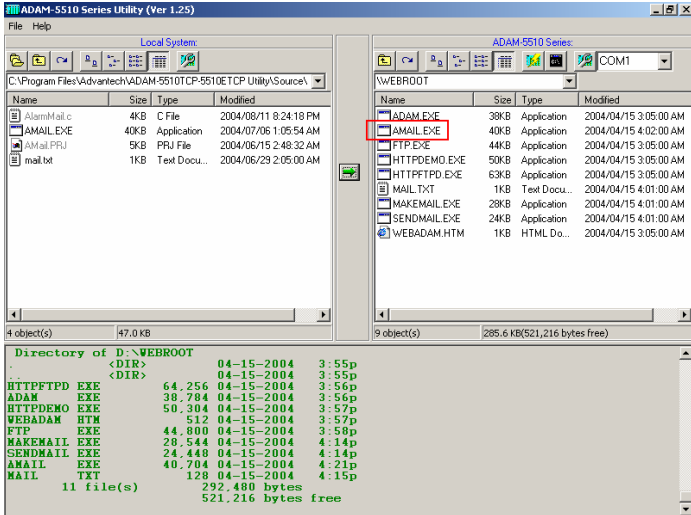 ADAM-5510 Series Utility (Ver 1.25)
File Help
Local System:
C:\Program Files\Advantech\ADAM-5510TCP-5510ETCP Utility\Source\
Name Size Type Modified
AlarmMail.c 4KB C File 2004/08/11 8:24:18 PM
AMAIL.EXE 40KB Application 2004/07/06 1:05:54 AM
AMail.PRJ 5KB PRJ File 2004/06/15 2:48:32 AM
mail.txt 1KB Text Docu... 2004/06/29 2:05:00 AM
4 object(s) 47.0 KB
ADAM-5510 Series:
COM1
\WEBROOT
Name Size Type Modified
ADAM.EXE 38KB Application 2004/04/15 3:05:00 AM
AMAIL.EXE 40KB Application 2004/04/15 4:02:00 AM
FTP.EXE 44KB Application 2004/04/15 3:05:00 AM
HTTPDEMO.EXE 50KB Application 2004/04/15 3:05:00 AM
HTTPFTPD.EXE 63KB Application 2004/04/15 3:05:00 AM
MAIL.TXT 1KB Text Docu... 2004/04/15 4:01:00 AM
MAKEMAIL.EXE 28KB Application 2004/04/15 4:01:00 AM
SENDMAIL.EXE 24KB Application 2004/04/15 4:01:00 AM
WEBADAM.HTM 1KB HTML Do... 2004/04/15 3:05:00 AM
9 object(s) 285.6 KB(521,216 bytes free)
Directory of D:\WEBROOT
. <DIR> 04-15-2004 3:55p
.. <DIR> 04-15-2004 3:55p
HTTPFTPD EXE 64,256 04-15-2004 3:56p
ADAM EXE 38,784 04-15-2004 3:56p
HTTPDEMO EXE 50,304 04-15-2004 3:57p
WEBADAM HTM 512 04-15-2004 3:57p
FTP EXE 44,800 04-15-2004 3:58p
MAKEMAIL EXE 28,544 04-15-2004 4:14p
SENDMAIL EXE 24,448 04-15-2004 4:14p
AMAIL EXE 40,704 04-15-2004 4:21p
MAIL TXT 128 04-15-2004 4:15p
11 file(s) 292,480 bytes
521,216 bytes free